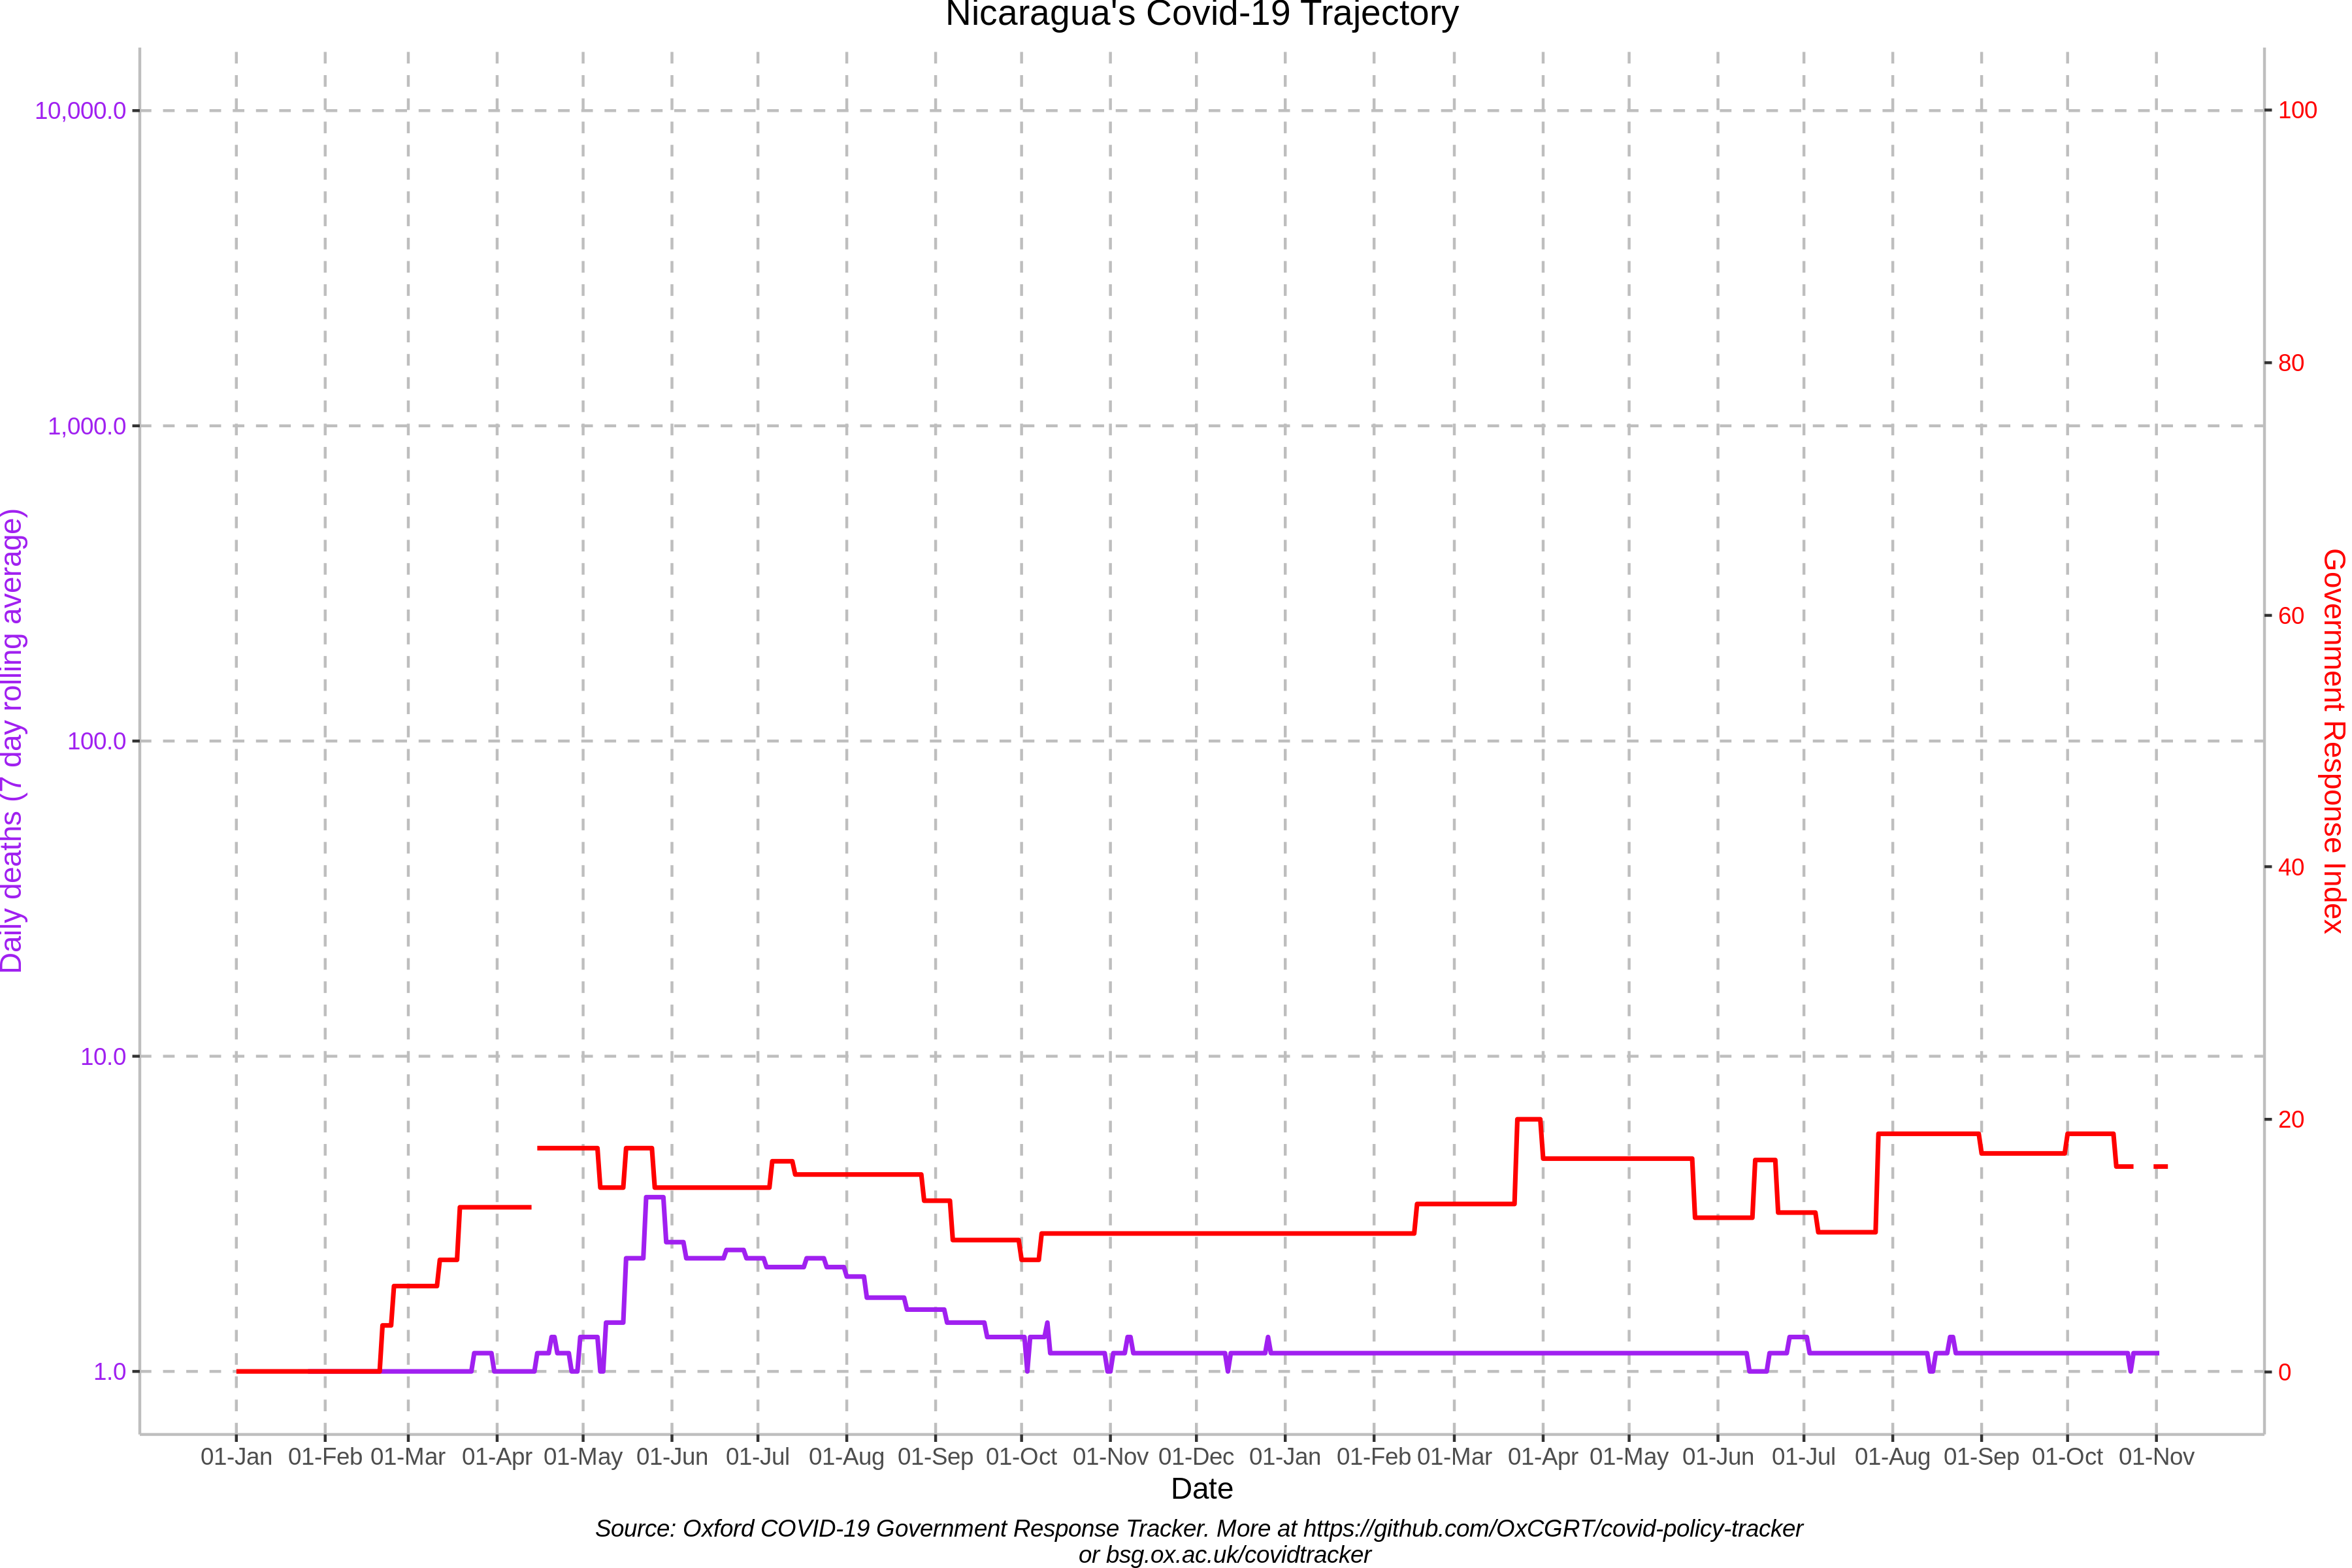 Nicaragua's Covid-19 Trajectory
10,000.0
1,000.0
100.0
10.0
1.0
Daily deaths (7 day rolling average)
100
80
60
40
20
0
Government Response Index
01-Jan 01-Feb 01-Mar 01-Apr 01-May 01-Jun 01-Jul 01-Aug 01-Sep 01-Oct 01-Nov 01-Dec 01-Jan 01-Feb 01-Mar 01-Apr 01-May 01-Jun 01-Jul 01-Aug 01-Sep 01-Oct 01-Nov
Date
Source: Oxford COVID-19 Government Response Tracker. More at https://github.com/OxCGRT/covid-policy-tracker
or bsg.ox.ac.uk/covidtracker